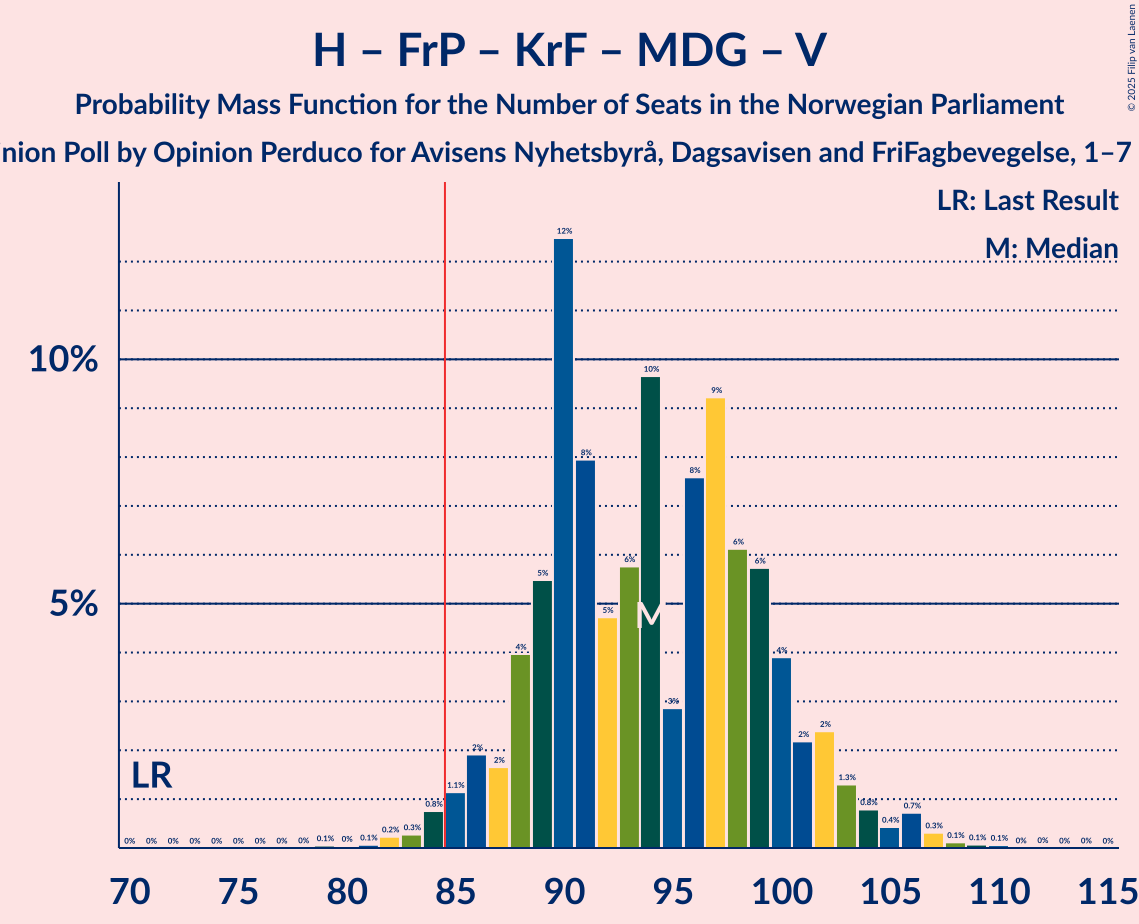 H – FrP – KrF – MDG – V
Probability Mass Function for the Number of Seats in the Norwegian Parliament
nion Poll by Opinion Perduco for Avisens Nyhetsbyrå, Dagsavisen and FriFagbevegelse, 1–7
© 2025 Filip van Laenen
LR: Last Result
M: Median
10%
5%
LR
M
0% 0% 0% 0% 0% 0% 0% 0% 0% 0.1% 0% 0.1% 0.2% 0.3% 0.8% 1.1% 2% 2% 4% 5% 12% 8% 5% 6% 10% 3% 8% 9% 6% 6% 4% 2% 2% 1.3% 0.8% 0.4% 0.7% 0.3% 0.1% 0.1% 0.1% 0% 0% 0% 0% 0%
70 75 80 85 90 95 100 105 110 115